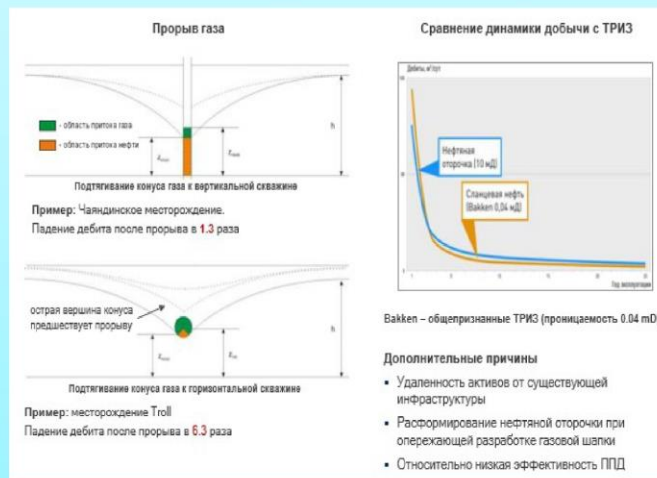 Прорыв газа
- область притока газа
- область притока нефти
h
Подтягивание конуса газа к вертикальной скважине
Пример: Чаяндинское месторождение.
Падение дебита после прорыва в 1.3 раза
острая вершина конуса
предшествует прорыву
h
Подтягивание конуса газа к горизонтальной скважине
Пример: месторождение Troll
Падение дебита после прорыва в 6.3 раза
Сравнение динамики добычи с ТРИЗ
Нефтяная
оторочка (10 мД)
Сланцевая нефть
(Bakken 0,04 мД)
Год эксплуатации
Bakken – общепризнанные ТРИЗ (проницаемость 0.04 mD
Дополнительные причины
▪ Удаленность активов от существующей
инфраструктуры
▪ Расформирование нефтяной оторочки при
опережающей разработке газовой шапки
▪ Относительно низкая эффективность ППД